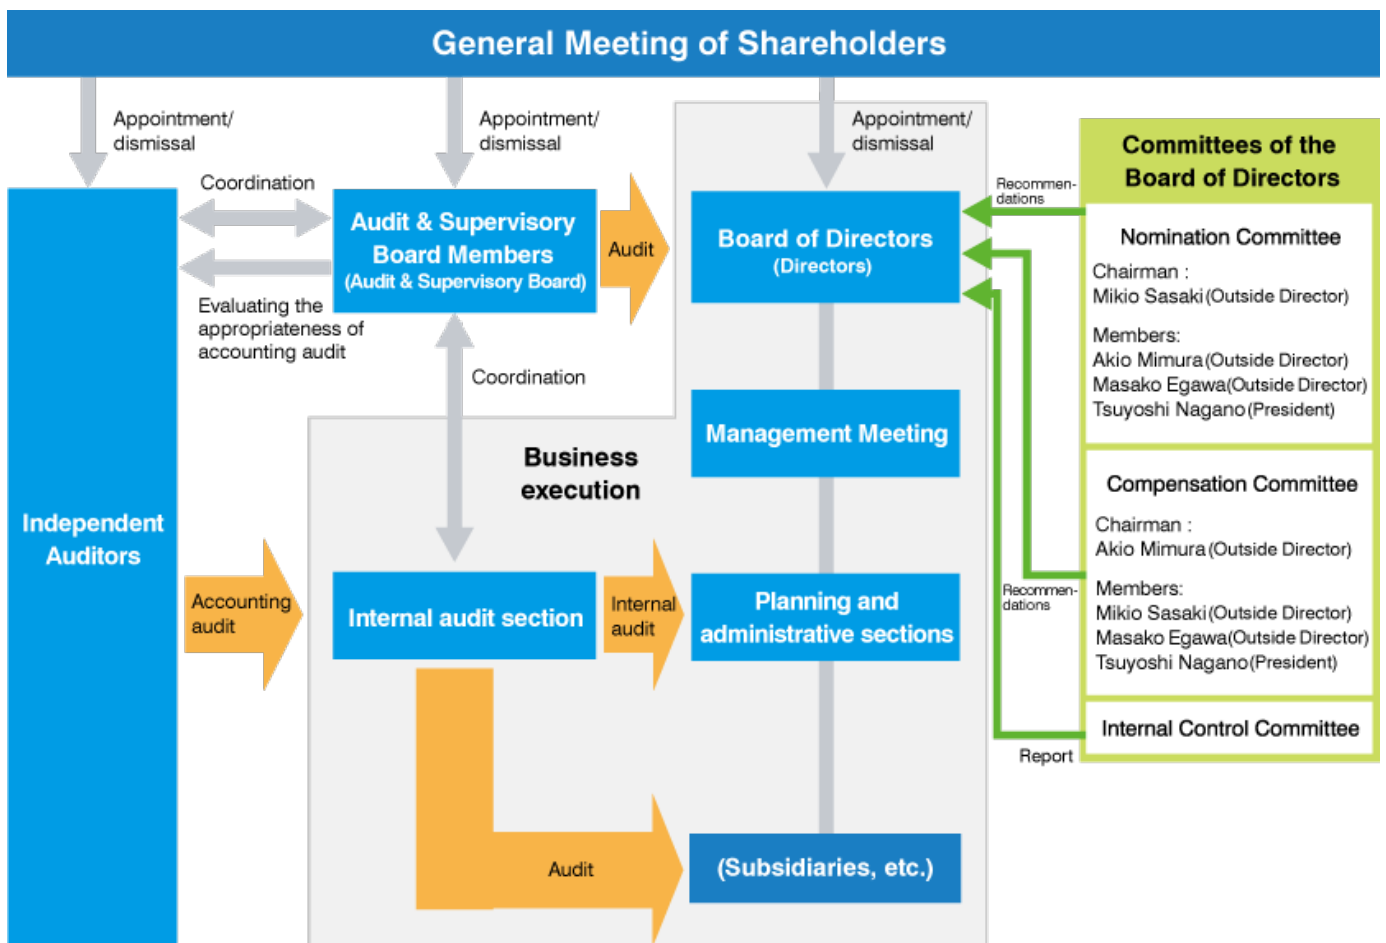 General Meeting of Shareholders
Appointment/
dismissal
Appointment/
dismissal
Appointment/
dismissal
Coordination
Evaluating the
appropriateness of
accounting audit
Audit & Supervisory
Board Members
(Audit & Supervisory Board)
Audit
Board of Directors
(Directors)
Recommen-
dations
Committees of the
Board of Directors
Nomination Committee
Chairman :
Mikio Sasaki(Outside Director)
Members:
Akio Mimura(Outside Director)
Masako Egawa(Outside Director)
Tsuyoshi Nagano(President)
Coordination
Management Meeting
Business
execution
Compensation Committee
Chairman :
Akio Mimura(Outside Director)
Members:
Mikio Sasaki(Outside Director)
Masako Egawa(Outside Director)
Tsuyoshi Nagano(President)
Recommen-
dations
Independent
Auditors
Accounting
audit
Internal audit section
Internal
audit
Planning and
administrative sections
Internal Control Committee
Report
Audit
(Subsidiaries, etc.)